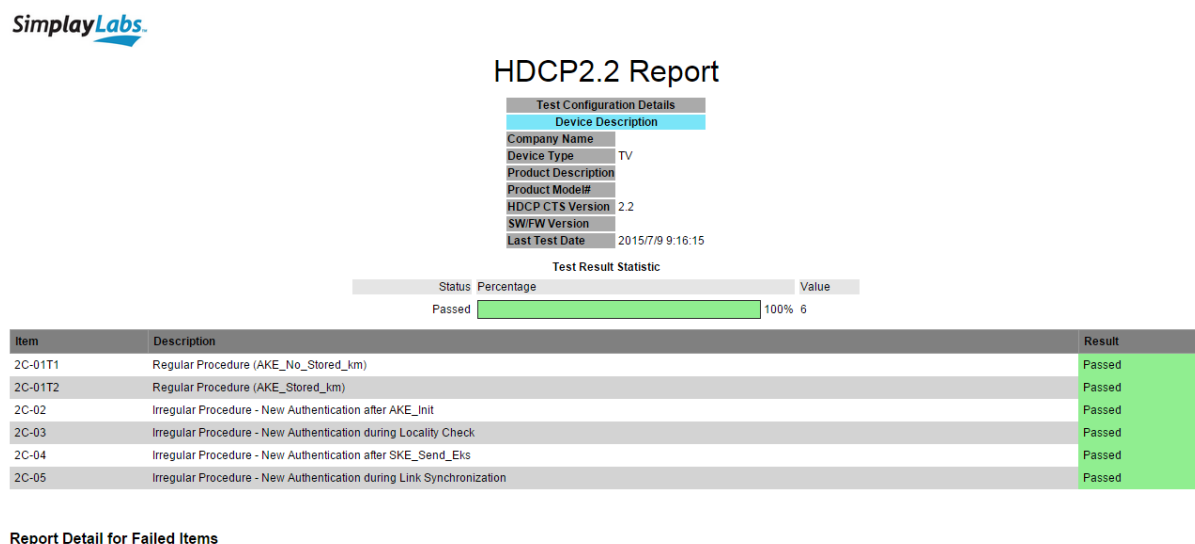 SimplayLabs™
HDCP2.2 Report
Test Configuration Details
Device Description
Company Name
Device Type TV
Product Description
Product Model#
HDCP CTS Version 2.2
SW/FW Version
Last Test Date 2015/7/9 9:16:15
Test Result Statistic
Status Percentage Value
Passed 100% 6
Item Description Result
2C-01T1 Regular Procedure (AKE_No_Stored_km) Passed
2C-01T2 Regular Procedure (AKE_Stored_km) Passed
2C-02 Irregular Procedure - New Authentication after AKE_Init Passed
2C-03 Irregular Procedure - New Authentication during Locality Check Passed
2C-04 Irregular Procedure - New Authentication after SKE_Send_Eks Passed
2C-05 Irregular Procedure - New Authentication during Link Synchronization Passed
Report Detail for Failed Items